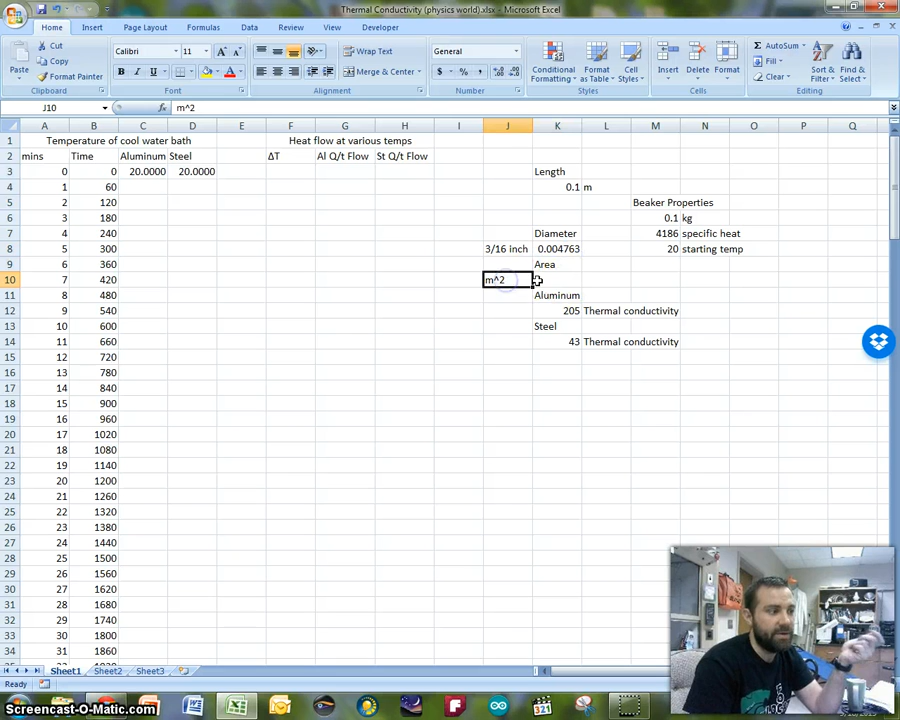 Thermal Conductivity (physics world).xlsx - Microsoft Excel
Home Insert Page Layout Formulas Data Review View Developer
Paste Cut Copy Format Painter Clipboard
Calibri 11 B I U Font
Wrap Text Merge & Center Alignment
General $ % , Number
Conditional Formatting Format as Table Cell Styles Styles
Insert Delete Format Cells
Σ AutoSum Fill Clear Sort & Filter Find & Select Editing
J10 fx m^2
A B C D E F G H I J K L M N O P Q
1 Temperature of cool water bath Heat flow at various temps
2 mins Time Aluminum Steel ΔT Al Q/t Flow St Q/t Flow
3 0 0 20.0000 20.0000 Length
4 1 60 0.1 m
5 2 120 Beaker Properties
6 3 180 0.1 kg
7 4 240 Diameter 4186 specific heat
8 5 300 3/16 inch 0.004763 20 starting temp
9 6 360 Area
10 7 420 m^2
11 8 480 Aluminum
12 9 540 205 Thermal conductivity
13 10 600 Steel
14 11 660 43 Thermal conductivity
15 12 720
16 13 780
17 14 840
18 15 900
19 16 960
20 17 1020
21 18 1080
22 19 1140
23 20 1200
24 21 1260
25 22 1320
26 23 1380
27 24 1440
28 25 1500
29 26 1560
30 27 1620
31 28 1680
32 29 1740
33 30 1800
34 31 1860
Sheet1 Sheet2 Sheet3
Ready
Screencast-O-Matic.com